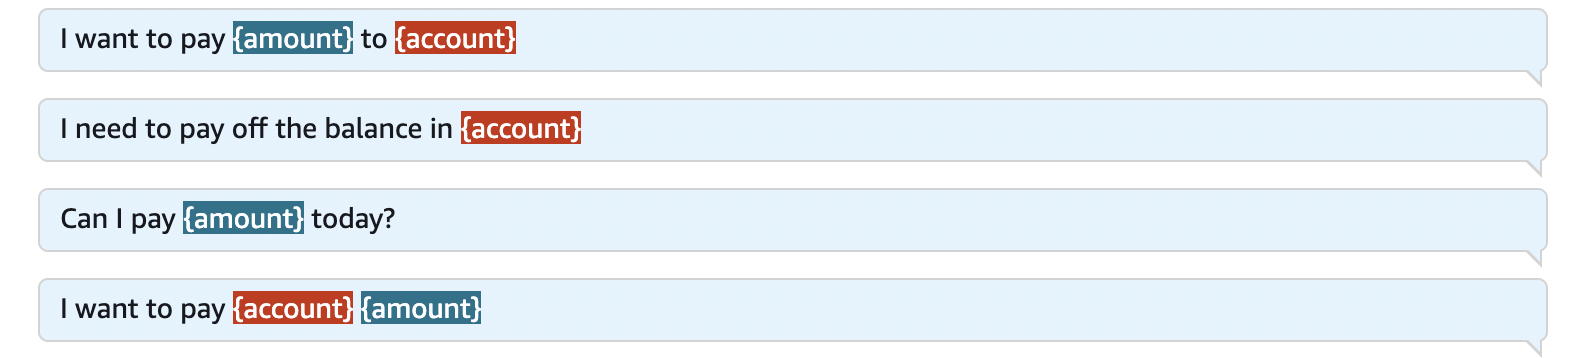 I want to pay {amount} to {account}
I need to pay off the balance in {account}
Can I pay {amount} today?
I want to pay {account} {amount}